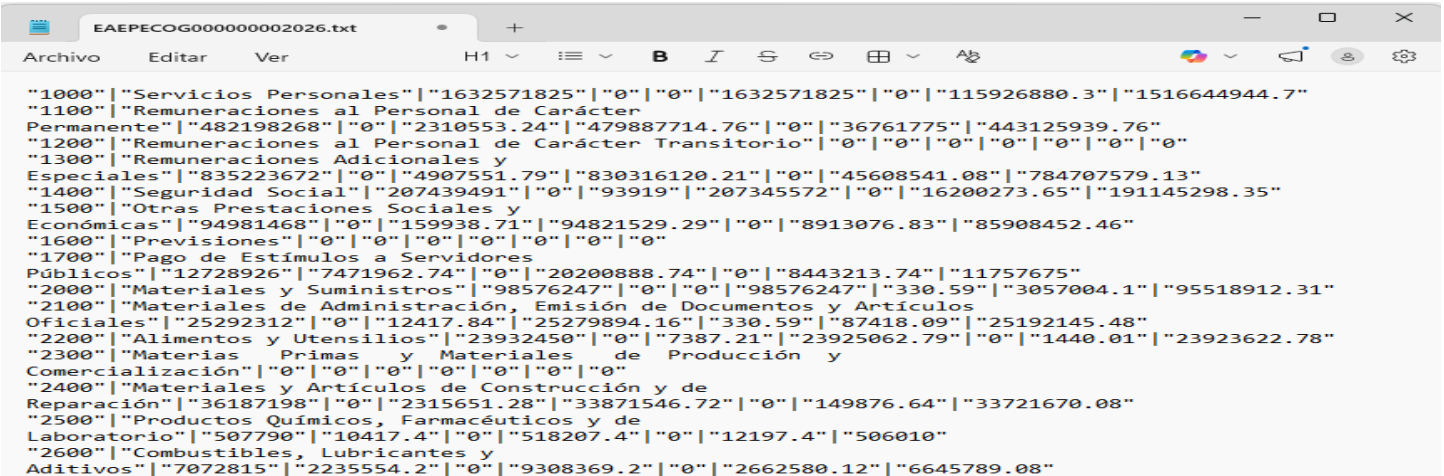 EAEPECOG000000002026.txt
Archivo Editar Ver H1 B I S
"1000"|"Servicios Personales"|"1632571825"|"0"|"0"|"1632571825"|"0"|"115926880.3"|"1516644944.7"
"1100"|"Remuneraciones al Personal de Carácter
Permanente"|"482198268"|"0"|"2310553.24"|"479887714.76"|"0"|"36761775"|"443125939.76"
"1200"|"Remuneraciones al Personal de Carácter Transitorio"|"0"|"0"|"0"|"0"|"0"|"0"|"0"
"1300"|"Remuneraciones Adicionales y
Especiales"|"835223672"|"0"|"4907551.79"|"830316120.21"|"0"|"45608541.08"|"784707579.13"
"1400"|"Seguridad Social"|"207439491"|"0"|"93919"|"207345572"|"0"|"16200273.65"|"191145298.35"
"1500"|"Otras Prestaciones Sociales y
Económicas"|"94981468"|"0"|"159938.71"|"94821529.29"|"0"|"8913076.83"|"85908452.46"
"1600"|"Previsiones"|"0"|"0"|"0"|"0"|"0"|"0"|"0"
"1700"|"Pago de Estímulos a Servidores
Públicos"|"12728926"|"7471962.74"|"0"|"20200888.74"|"0"|"8443213.74"|"11757675"
"2000"|"Materiales y Suministros"|"98576247"|"0"|"0"|"98576247"|"330.59"|"3057004.1"|"95518912.31"
"2100"|"Materiales de Administración, Emisión de Documentos y Artículos
Oficiales"|"25292312"|"0"|"12417.84"|"25279894.16"|"330.59"|"87418.09"|"25192145.48"
"2200"|"Alimentos y Utensilios"|"23932450"|"0"|"7387.21"|"23925062.79"|"0"|"1440.01"|"23923622.78"
"2300"|"Materias Primas y Materiales de Producción y
Comercialización"|"0"|"0"|"0"|"0"|"0"|"0"|"0"
"2400"|"Materiales y Artículos de Construcción y de
Reparación"|"36187198"|"0"|"2315651.28"|"33871546.72"|"0"|"149876.64"|"33721670.08"
"2500"|"Productos Químicos, Farmacéuticos y de
Laboratorio"|"507790"|"10417.4"|"0"|"518207.4"|"0"|"12197.4"|"506010"
"2600"|"Combustibles, Lubricantes y
Aditivos"|"7072815"|"2235554.2"|"0"|"9308369.2"|"0"|"2662580.12"|"6645789.08"